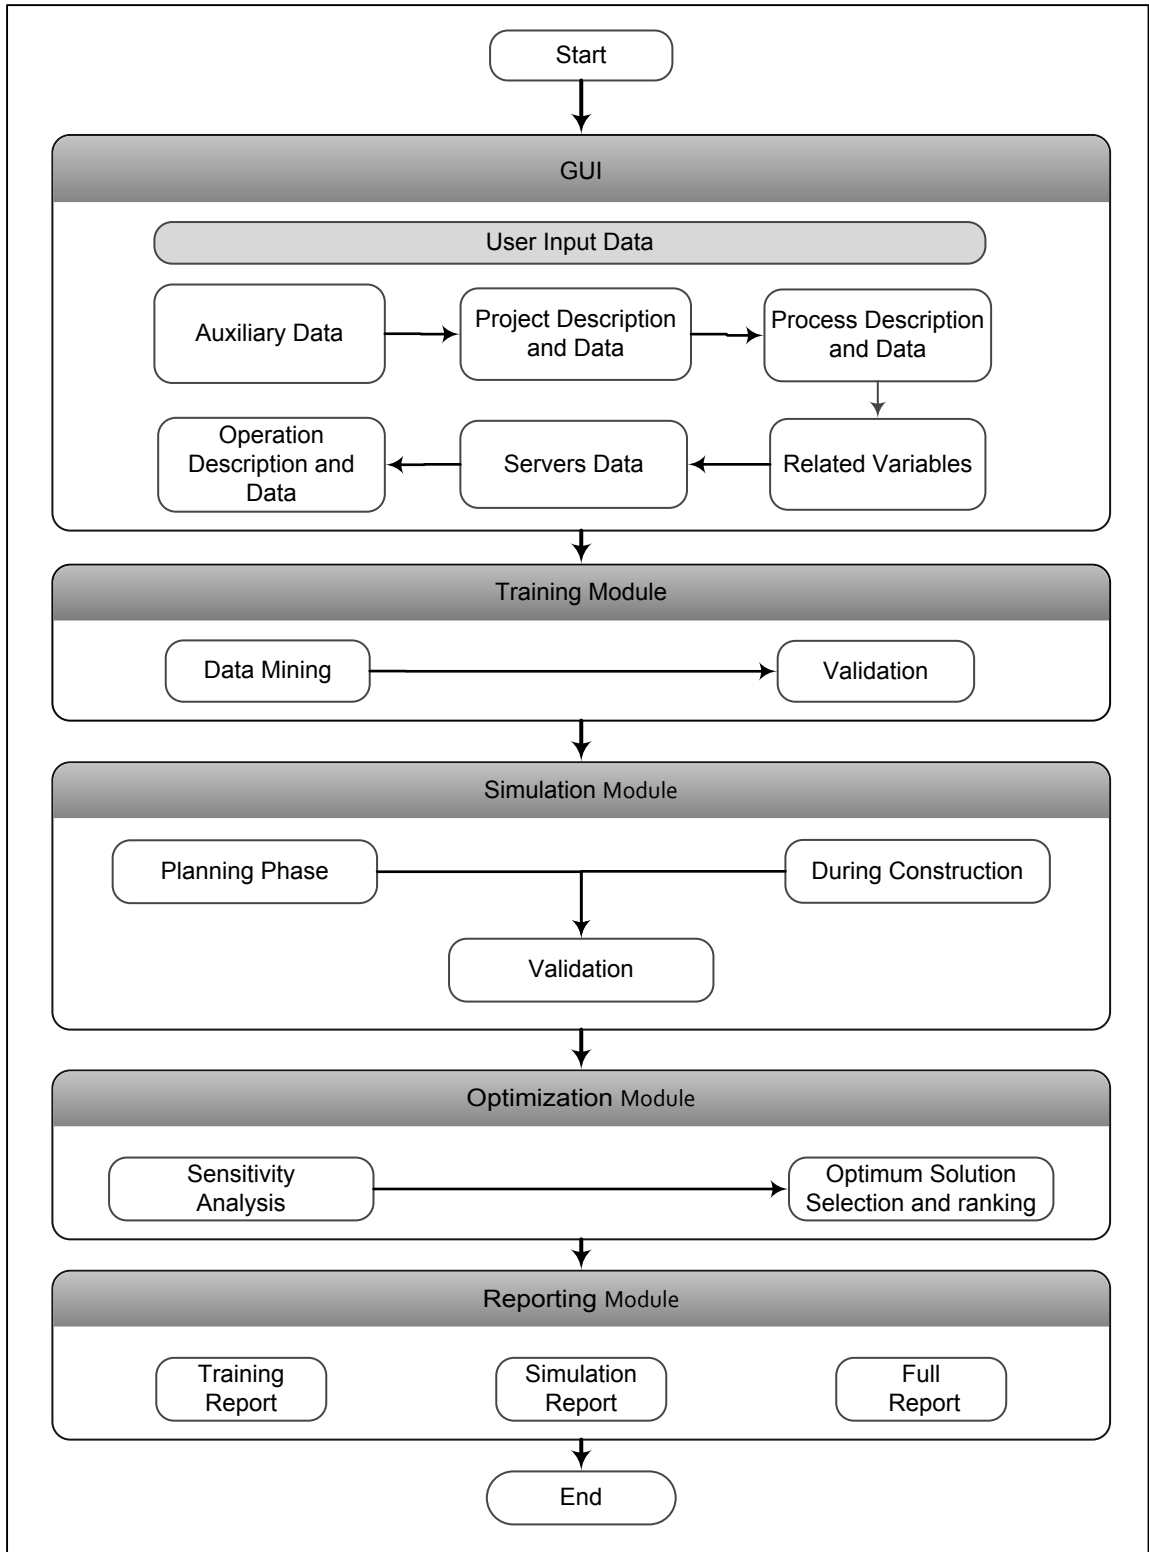 Start
GUI
User Input Data
Auxiliary Data
Project Description
and Data
Process Description
and Data
Operation
Description and
Data
Servers Data
Related Variables
Training Module
Data Mining
Validation
Simulation Module
Planning Phase
During Construction
Validation
Optimization Module
Sensitivity
Analysis
Optimum Solution
Selection and ranking
Reporting Module
Training
Report
Simulation
Report
Full
Report
End